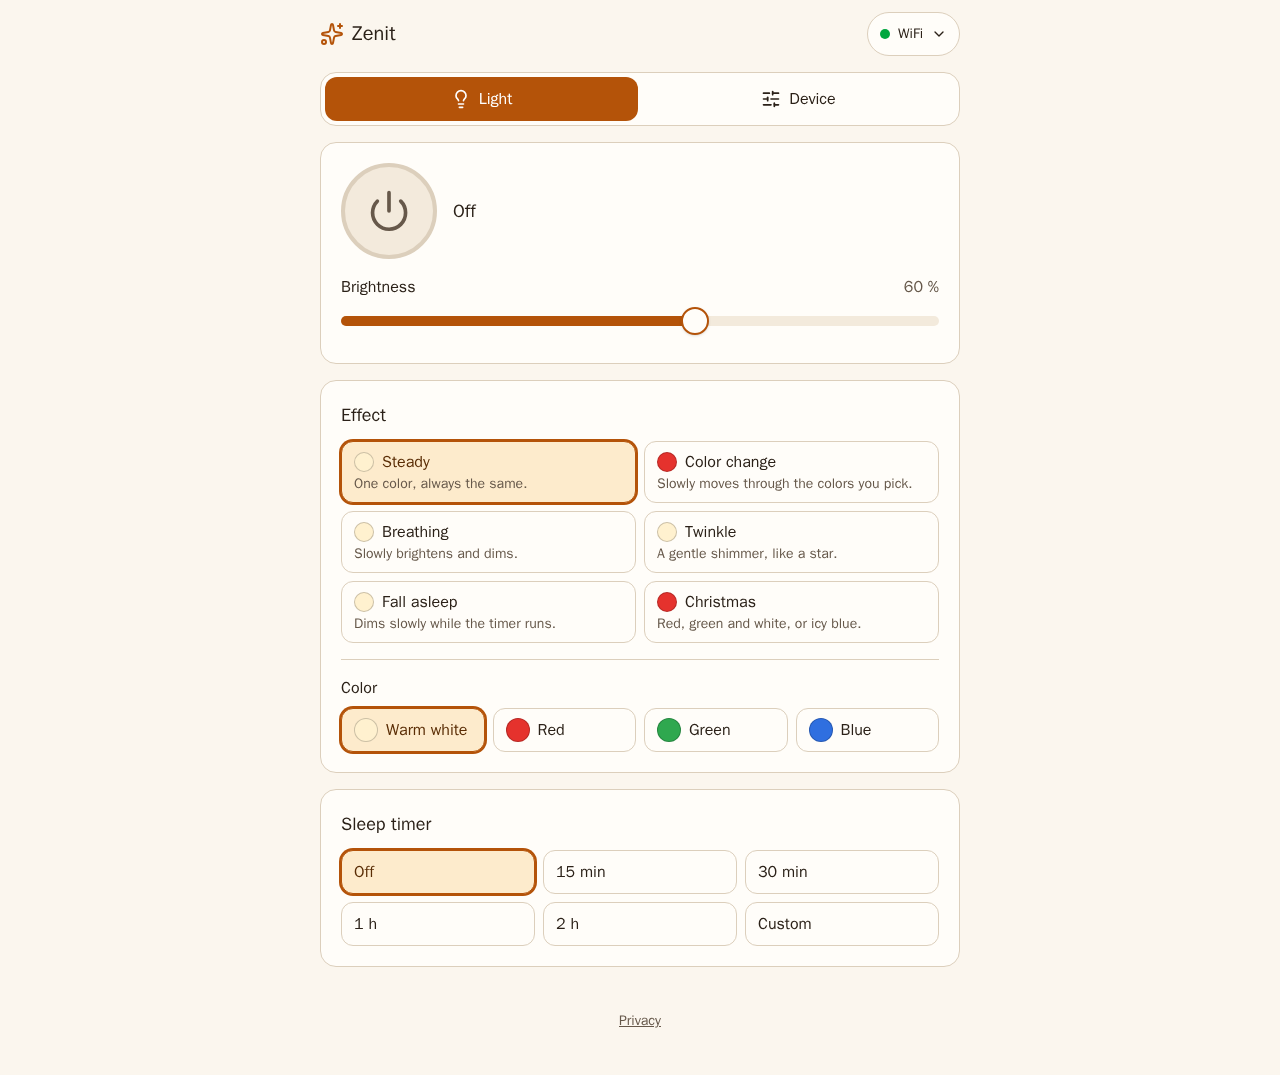 Zenit
WiFi
Light
Device
Off
Brightness
60 %
Effect
Steady
One color, always the same.
Color change
Slowly moves through the colors you pick.
Breathing
Slowly brightens and dims.
Twinkle
A gentle shimmer, like a star.
Fall asleep
Dims slowly while the timer runs.
Christmas
Red, green and white, or icy blue.
Color
Warm white
Red
Green
Blue
Sleep timer
Off
15 min
30 min
1 h
2 h
Custom
Privacy